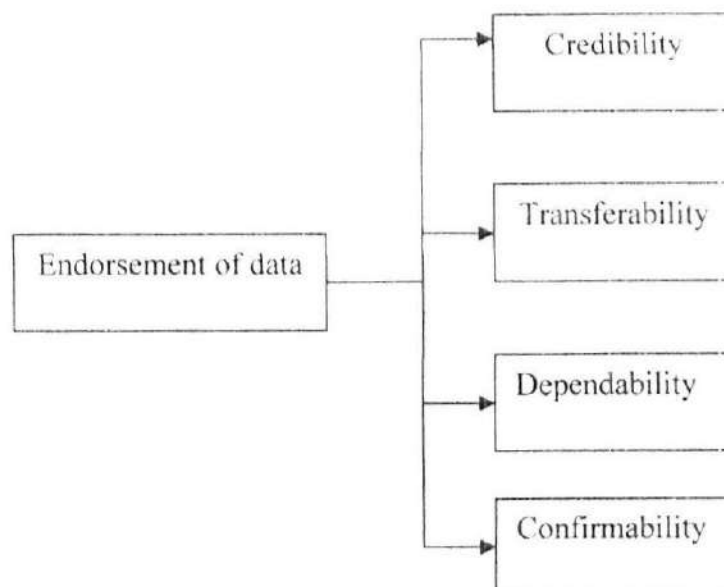 Credibility
Transferability
Endorsement of data
Dependability
Confirmability